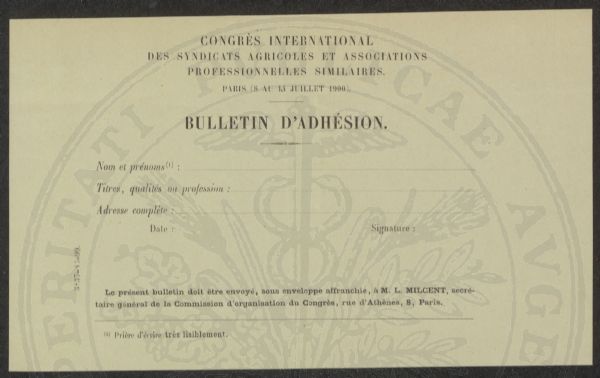 CONGRÈS INTERNATIONAL
DES SYNDICATS AGRICOLES ET ASSOCIATIONS
PROFESSIONNELLES SIMILAIRES.
PARIS (8 AU 13 JUILLET 1900).
BULLETIN D'ADHÉSION.
Nom et prénoms(1) :
Titres, qualités ou profession :
Adresse complète :
Date : Signature :
Le présent bulletin doit être envoyé, sous enveloppe affranchie, à M. L. MILCENT, secré-
taire général de la Commission d'organisation du Congrès, rue d'Athènes, 8, Paris.
(1) Prière d'écrire très lisiblement.